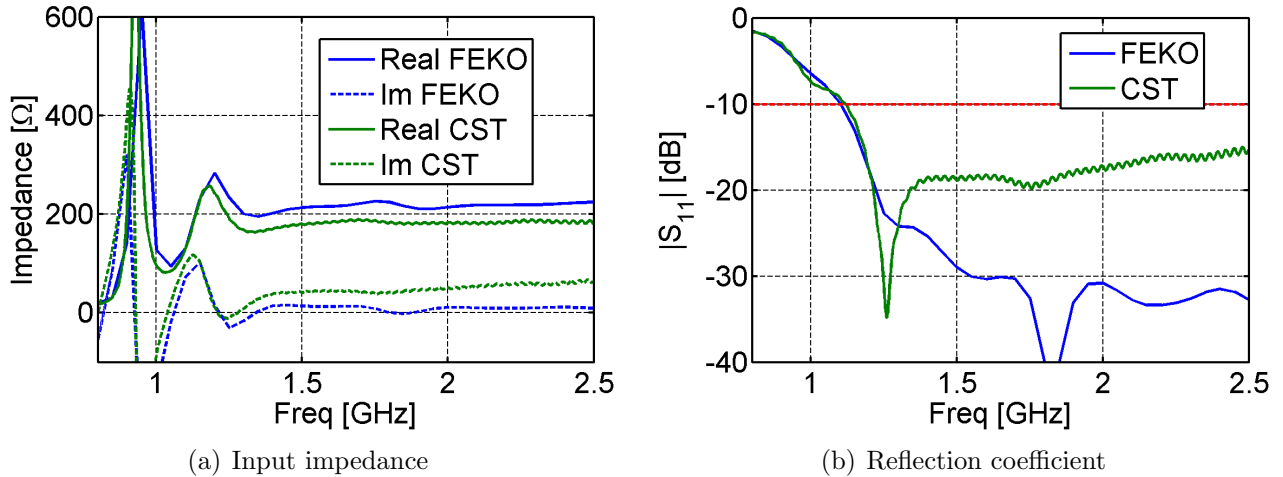 600
400
200
0
Impedance [Ω]
Real FEKO
Im FEKO
Real CST
Im CST
1
1.5
2
2.5
Freq [GHz]
(a) Input impedance
0
-10
-20
-30
-40
|S11| [dB]
FEKO
CST
1
1.5
2
2.5
Freq [GHz]
(b) Reflection coefficient